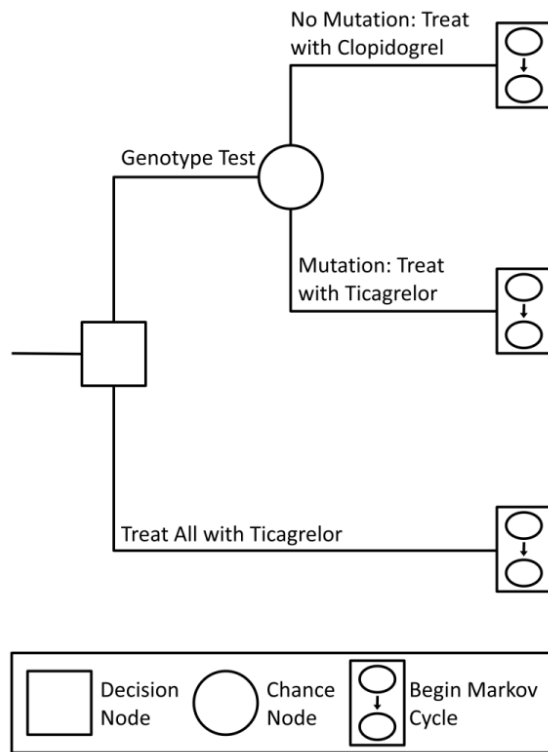 No Mutation: Treat
with Clopidogrel
Genotype Test
Mutation: Treat
with Ticagrelor
Treat All with Ticagrelor
Decision
Node
Chance
Node
Begin Markov
Cycle